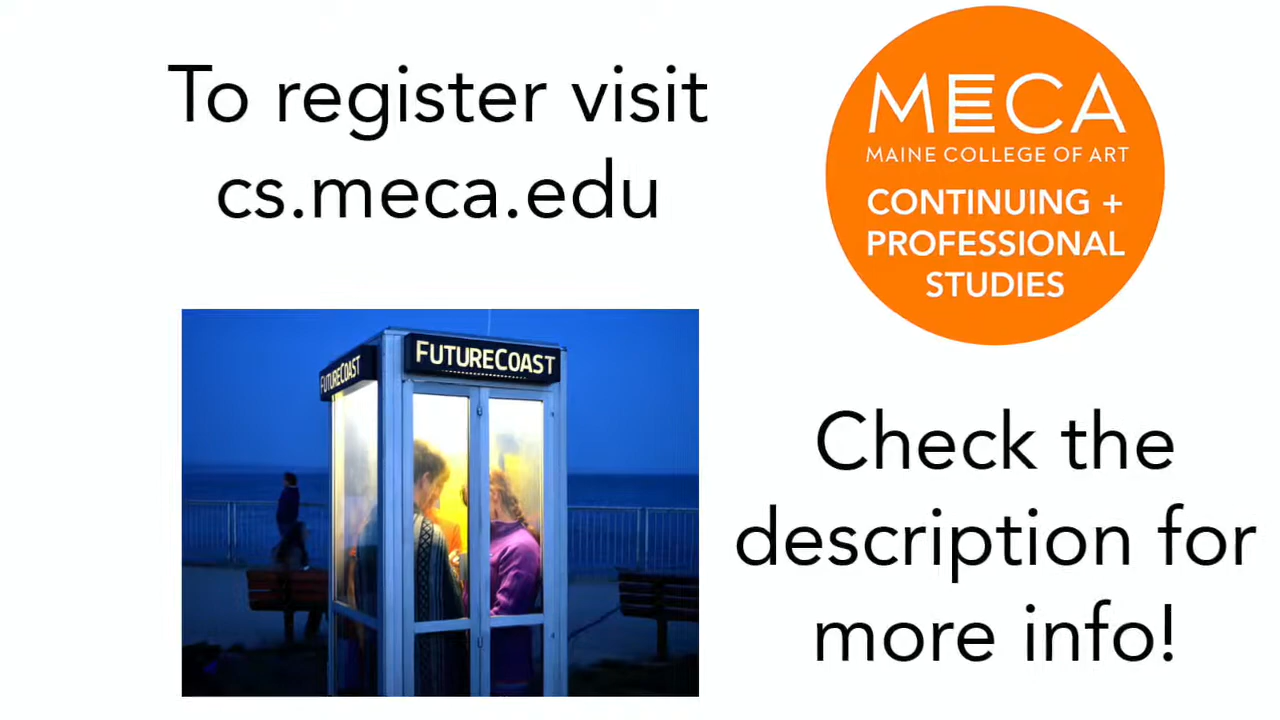 To register visit
cs.meca.edu
MECA
MAINE COLLEGE OF ART
CONTINUING +
PROFESSIONAL
STUDIES
FUTURECOAST
FUTURECOAST
Check the
description for
more info!